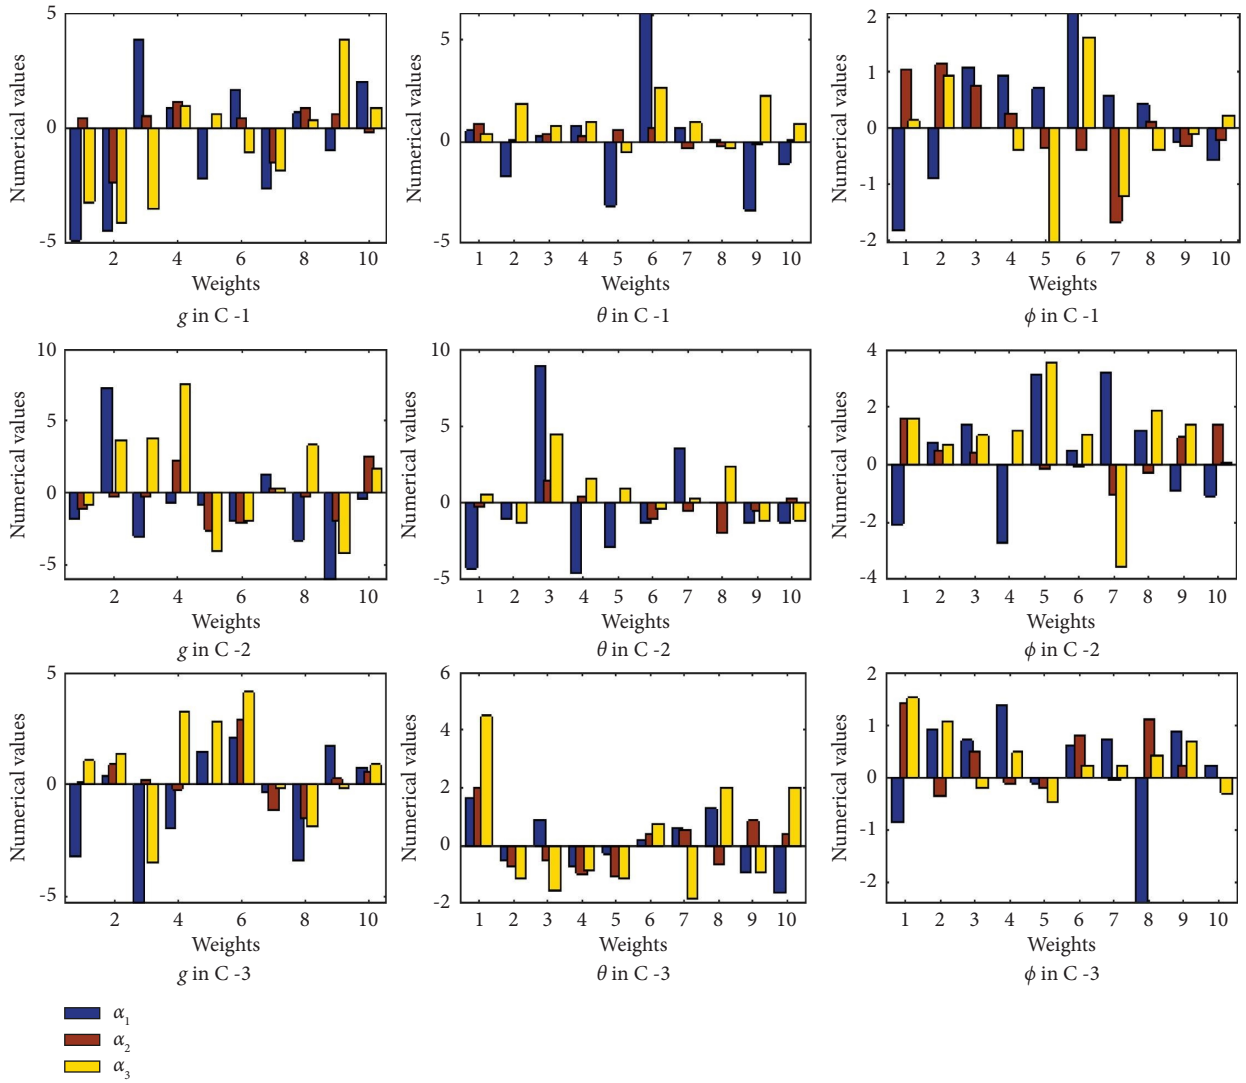 5
0
-5
Numerical values
2 4 6 8 10
Weights
g in C -1
5
0
-5
Numerical values
1 2 3 4 5 6 7 8 9 10
Weights
θ in C -1
2
1
0
-1
-2
Numerical values
1 2 3 4 5 6 7 8 9 10
Weights
ϕ in C -1
10
5
0
-5
Numerical values
2 4 6 8 10
Weights
g in C -2
10
5
0
-5
Numerical values
1 2 3 4 5 6 7 8 9 10
Weights
θ in C -2
4
2
0
-2
-4
Numerical values
1 2 3 4 5 6 7 8 9 10
Weights
ϕ in C -2
5
0
-5
Numerical values
2 4 6 8 10
Weights
g in C -3
6
4
2
0
-2
Numerical values
1 2 3 4 5 6 7 8 9 10
Weights
θ in C -3
2
1
0
-1
-2
Numerical values
1 2 3 4 5 6 7 8 9 10
Weights
ϕ in C -3
α₁
α₂
α₃